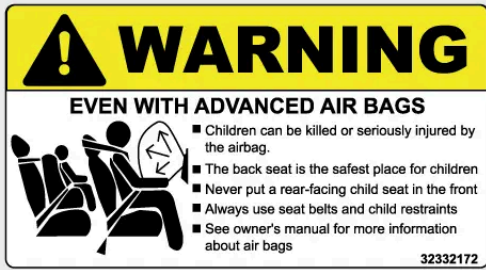 WARNING
EVEN WITH ADVANCED AIR BAGS
■ Children can be killed or seriously injured by
the airbag.
■ The back seat is the safest place for children
■ Never put a rear-facing child seat in the front
■ Always use seat belts and child restraints
■ See owner's manual for more information
about air bags
32332172